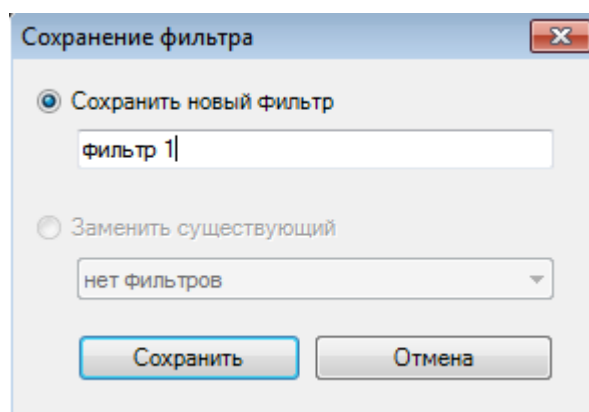 Сохранение фильтра
Сохранить новый фильтр
фильтр 1
Заменить существующий
нет фильтров
Сохранить
Отмена